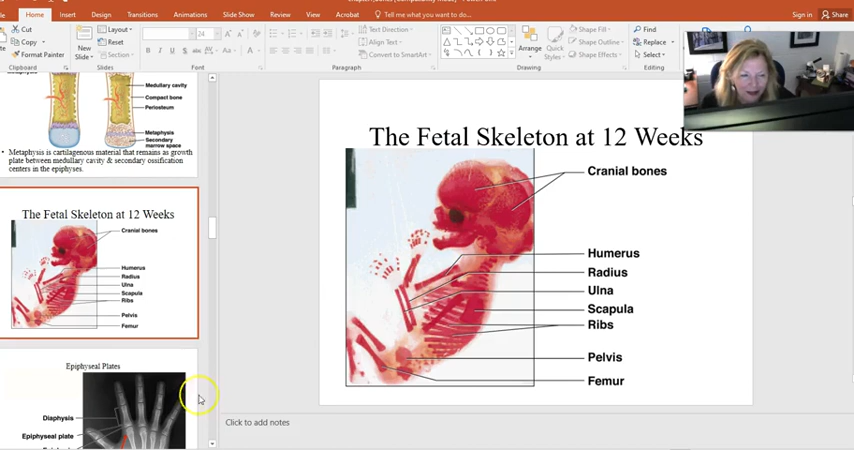 Home Insert Design Transitions Animations Slide Show Review View Acrobat Tell me what you want to do... Sign in Share
Cut
Copy
Format Painter
Clipboard
New
Slide
Layout
Reset
Section
Slides
24
Font
Paragraph
Text Direction
Align Text
Convert to SmartArt
Arrange
Quick
Styles
Shape Fill
Shape Outline
Shape Effects
Drawing
Find
Replace
Select
Editing
Medullary cavity
Compact bone
Periosteum
Metaphysis
Secondary
marrow space
• Metaphysis is cartilagenous material that remains as growth
plate between medullary cavity & secondary ossification
centers in the epiphyses.
The Fetal Skeleton at 12 Weeks
Cranial bones
Humerus
Radius
Ulna
Scapula
Ribs
Pelvis
Femur
Epiphyseal Plates
Diaphysis
Epiphyseal plate
The Fetal Skeleton at 12 Weeks
Cranial bones
Humerus
Radius
Ulna
Scapula
Ribs
Pelvis
Femur
Click to add notes